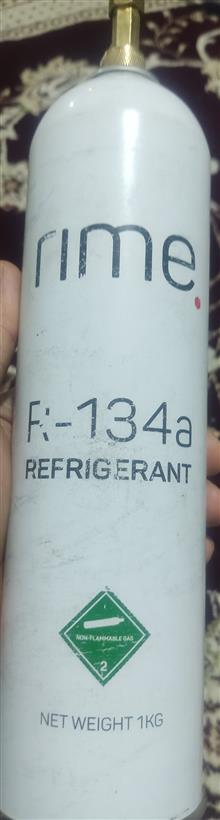 rime.
R-134a
REFRIGERANT
NON-FLAMMABLE GAS
2
NET WEIGHT 1KG